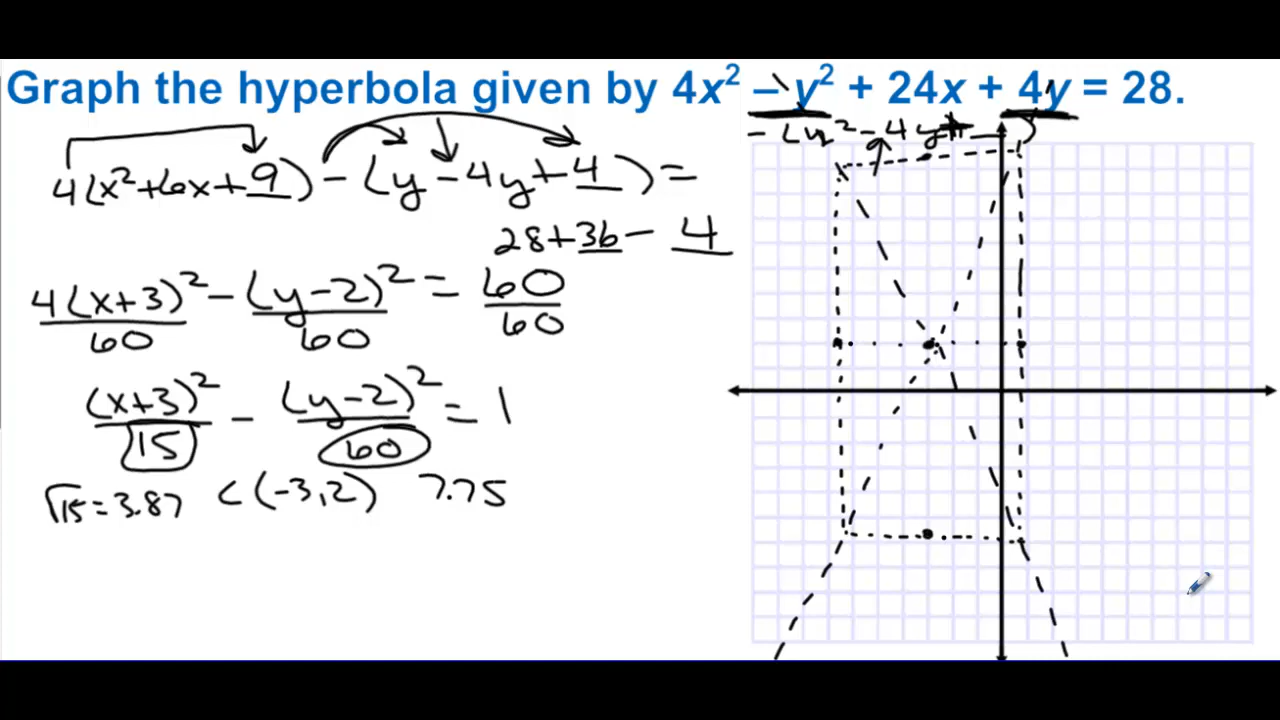 Graph the hyperbola given by 4x² – y² + 24x + 4y = 28.
- (y² - 4y + __)
4(x² + 6x + 9) - (y - 4y + 4) =
28 + 36 - 4
4(x+3)² - (y-2)² = 60
60 60 60
(x+3)² - (y-2)² = 1
15 60
√15 = 3.87 C (-3,2) 7.75